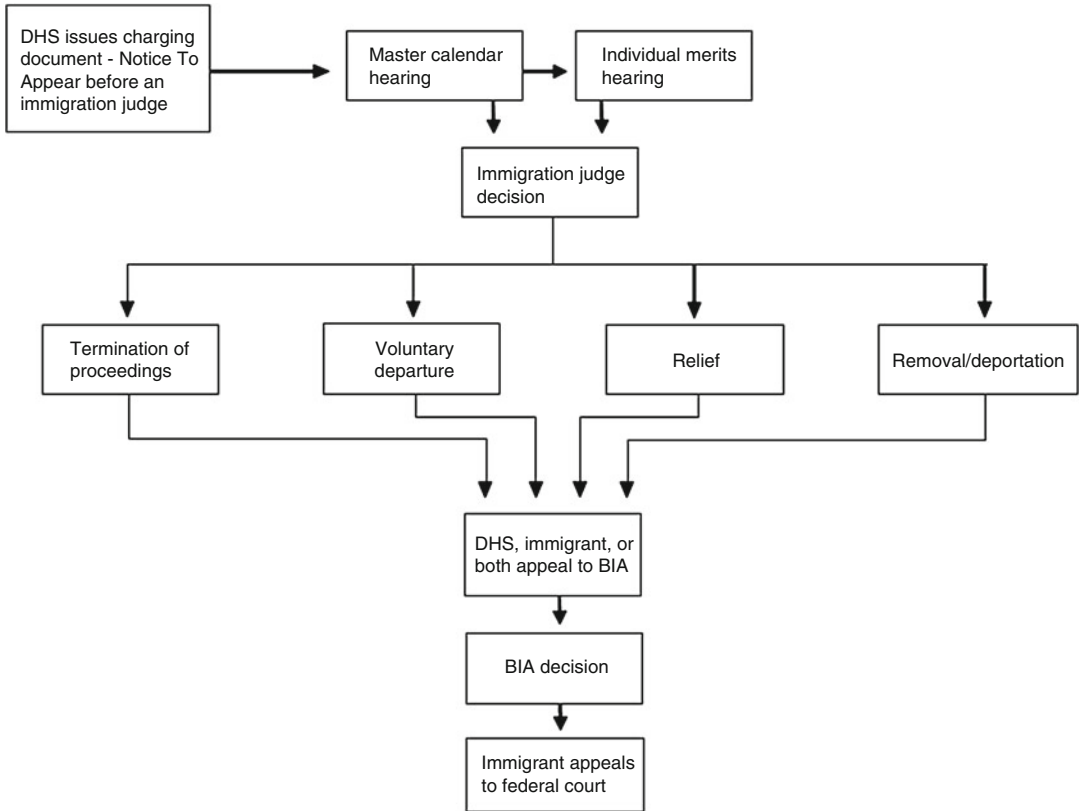 DHS issues charging
document - Notice To
Appear before an
immigration judge
Master calendar
hearing
Individual merits
hearing
Immigration judge
decision
Termination of
proceedings
Voluntary
departure
Relief
Removal/deportation
DHS, immigrant, or
both appeal to BIA
BIA decision
Immigrant appeals
to federal court